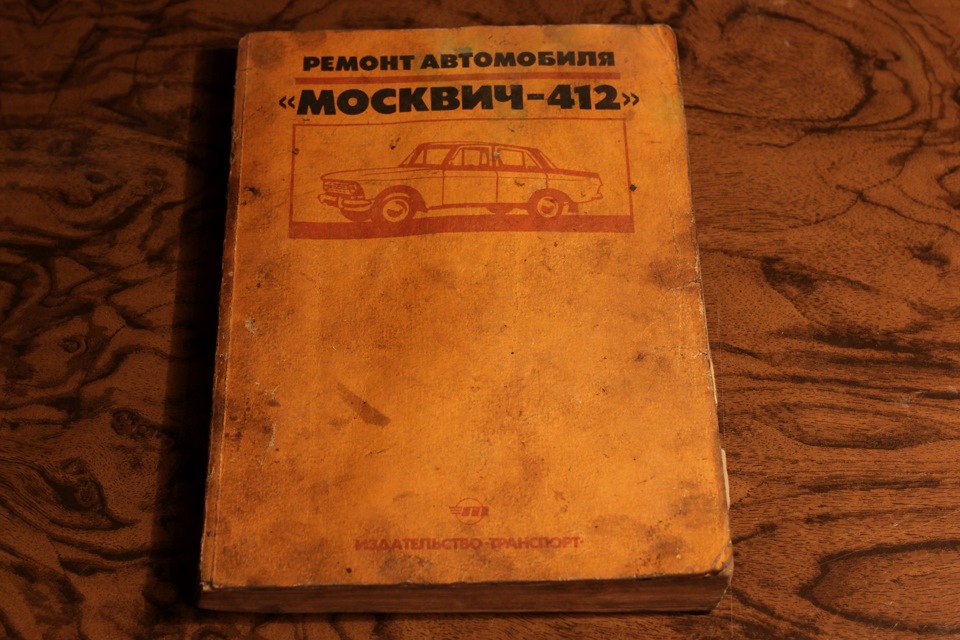 РЕМОНТ АВТОМОБИЛЯ
«МОСКВИЧ-412»
ИЗДАТЕЛЬСТВО·ТРАНСПОРТ·